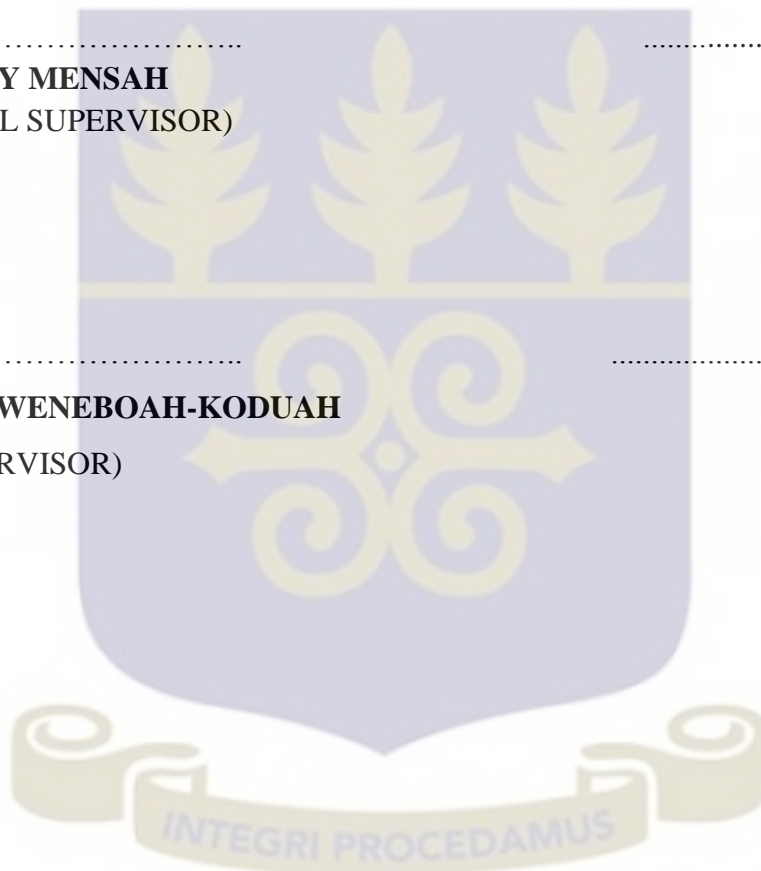 …………………….. ..................
Y MENSAH
L SUPERVISOR)
…………………….. ......................
WENEBOAH-KODUAH
RVISOR)
INTEGRI PROCEDAMUS